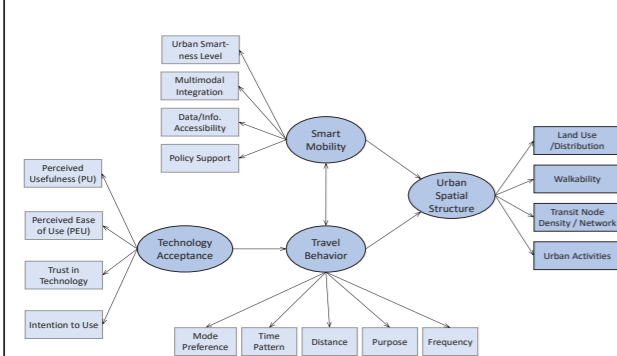 Urban Smart-
ness Level
Multimodal
Integration
Data/Info.
Accessibility
Policy Support
Smart
Mobility
Land Use
/Distribution
Walkability
Transit Node
Density / Network
Urban Activities
Urban
Spatial
Structure
Perceived
Usefulness (PU)
Perceived Ease
of Use (PEU)
Trust in
Technology
Intention to Use
Technology
Acceptance
Travel
Behavior
Mode
Preference
Time
Pattern
Distance
Purpose
Frequency